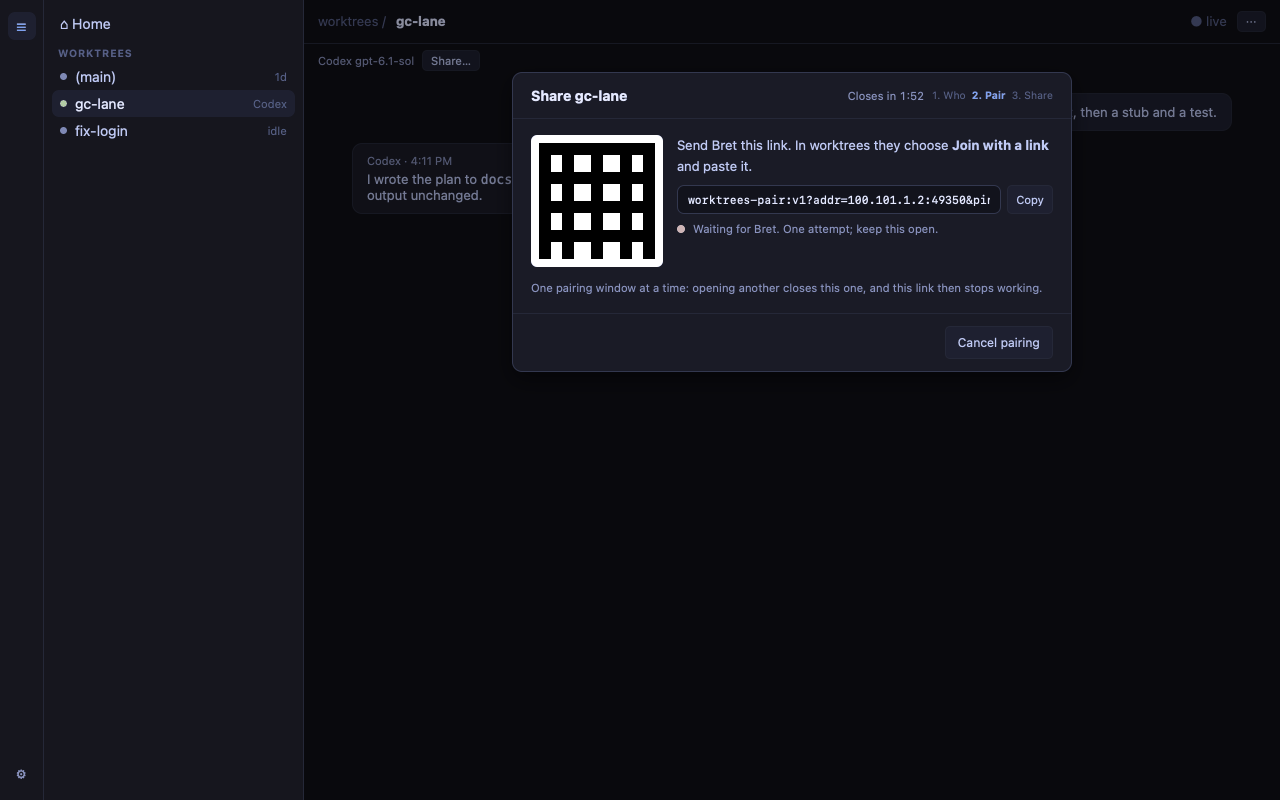 ≡
⌂ Home
WORKTREES
(main) 1d
gc-lane Codex
fix-login idle
⚙
worktrees / gc-lane
live ...
Codex gpt-6.1-sol Share...
, then a stub and a test.
Codex · 4:11 PM
I wrote the plan to docs
output unchanged.
Share gc-lane
Closes in 1:52 1. Who 2. Pair 3. Share
Send Bret this link. In worktrees they choose Join with a link
and paste it.
worktrees-pair:v1?addr=100.101.1.2:49350&pin Copy
Waiting for Bret. One attempt; keep this open.
One pairing window at a time: opening another closes this one, and this link then stops working.
Cancel pairing